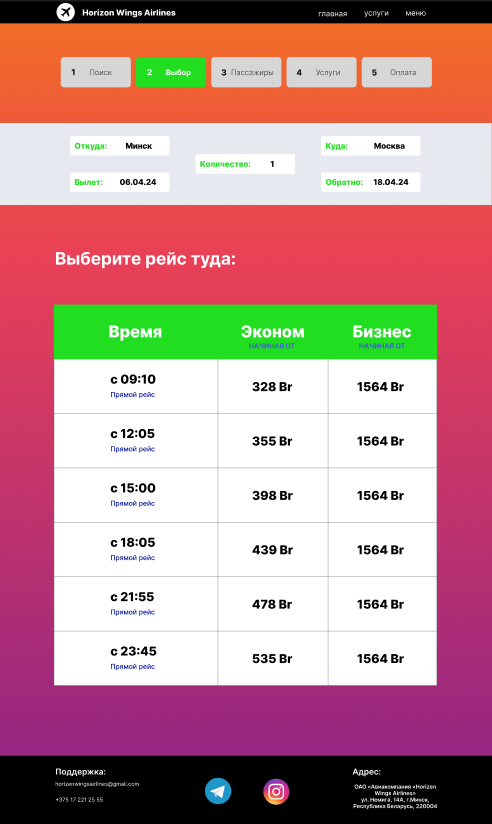 Horizon Wings Airlines
главная услуги меню
1 Поиск
2 Выбор
3 Пассажиры
4 Услуги
5 Оплата
Откуда: Минск
Куда: Москва
Количество: 1
Вылет: 06.04.24
Обратно: 18.04.24
Выберите рейс туда:
Время Эконом Бизнес
НАЧИНАЯ ОТ НАЧИНАЯ ОТ
с 09:10
Прямой рейс
328 Br 1564 Br
с 12:05
Прямой рейс
355 Br 1564 Br
с 15:00
Прямой рейс
398 Br 1564 Br
с 18:05
Прямой рейс
439 Br 1564 Br
с 21:55
Прямой рейс
478 Br 1564 Br
с 23:45
Прямой рейс
535 Br 1564 Br
Поддержка:
horizeswingsairlines@gmail.com
+375 17 221 25 55
Адрес:
ОАО «Авиакомпания «Horizon
Wings Airlines»
ул. Немига, 14А, г.Минск,
Республика Беларусь, 220004